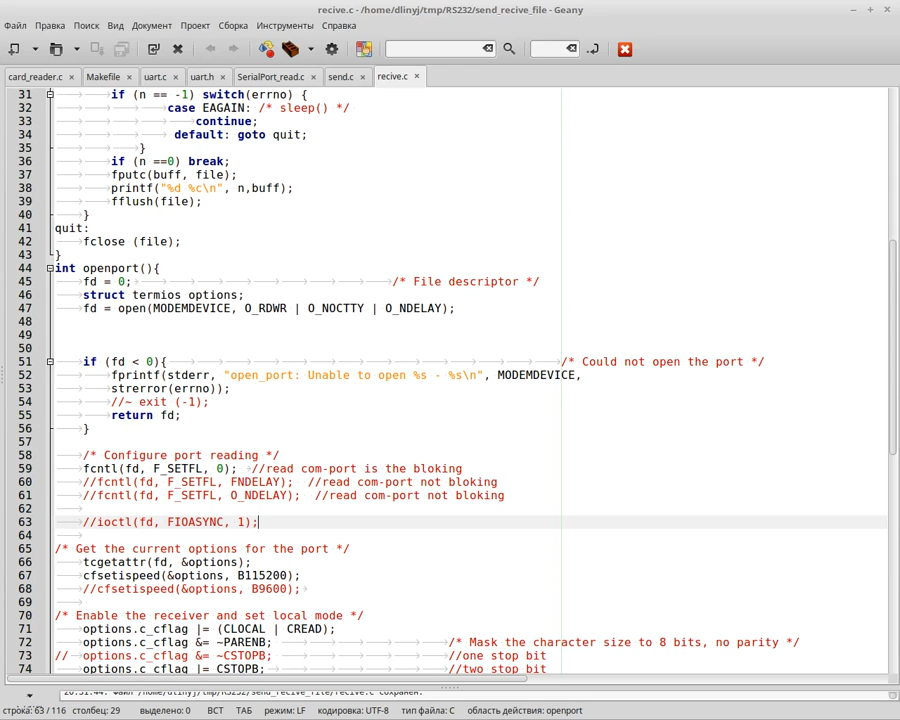 recive.c - /home/dlinyj/tmp/RS232/send_recive_file/ - Geany
Файл Правка Поиск Вид Документ Проект Сборка Инструменты Справка
card_reader.c × Makefile × uart.c × uart.h × SerialPort_read.c × send.c × recive.c ×
31 if (n == -1) switch(errno) {
32 case EAGAIN: /* sleep() */
33 continue;
34 default: goto quit;
35 }
36 if (n ==0) break;
37 fputc(buff, file);
38 printf("%d %c\n", n,buff);
39 fflush(file);
40 }
41 quit:
42 fclose (file);
43 }
44 int openport(){
45 fd = 0; /* File descriptor */
46 struct termios options;
47 fd = open(MODEMDEVICE, O_RDWR | O_NOCTTY | O_NDELAY);
48
49
50
51 if (fd < 0){ /* Could not open the port */
52 fprintf(stderr, "open_port: Unable to open %s - %s\n", MODEMDEVICE,
53 strerror(errno));
54 //~ exit (-1);
55 return fd;
56 }
57
58 /* Configure port reading */
59 fcntl(fd, F_SETFL, 0); //read com-port is the bloking
60 //fcntl(fd, F_SETFL, FNDELAY); //read com-port not bloking
61 //fcntl(fd, F_SETFL, O_NDELAY); //read com-port not bloking
62
63 //ioctl(fd, FIOASYNC, 1);
64
65 /* Get the current options for the port */
66 tcgetattr(fd, &options);
67 cfsetispeed(&options, B115200);
68 //cfsetispeed(&options, B9600);
69
70 /* Enable the receiver and set local mode */
71 options.c_cflag |= (CLOCAL | CREAD);
72 options.c_cflag &= ~PARENB; /* Mask the character size to 8 bits, no parity */
73 // options.c_cflag &= ~CSTOPB; //one stop bit
74 options.c_cflag |= CSTOPB; //two stop bit
20:51:44: Файл /home/dlinyj/tmp/RS232/send_recive_file/recive.c сохранён.
строка: 63 / 116 столбец: 29 выделено: 0 ВСТ ТАБ режим: LF кодировка: UTF-8 тип файла: C область действия: openport